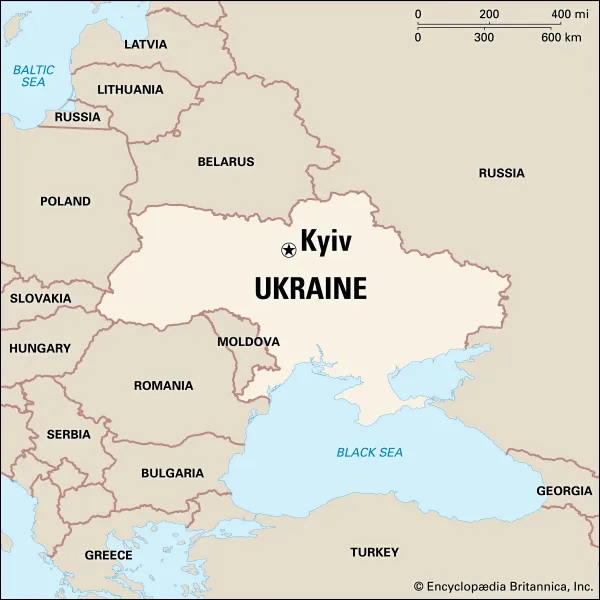 0 200 400 mi
0 300 600 km
LATVIA
BALTIC
SEA
LITHUANIA
RUSSIA
BELARUS
RUSSIA
POLAND
Kyiv
UKRAINE
SLOVAKIA
MOLDOVA
HUNGARY
ROMANIA
SERBIA
BLACK SEA
BULGARIA
GEORGIA
GREECE
TURKEY
© Encyclopædia Britannica, Inc.